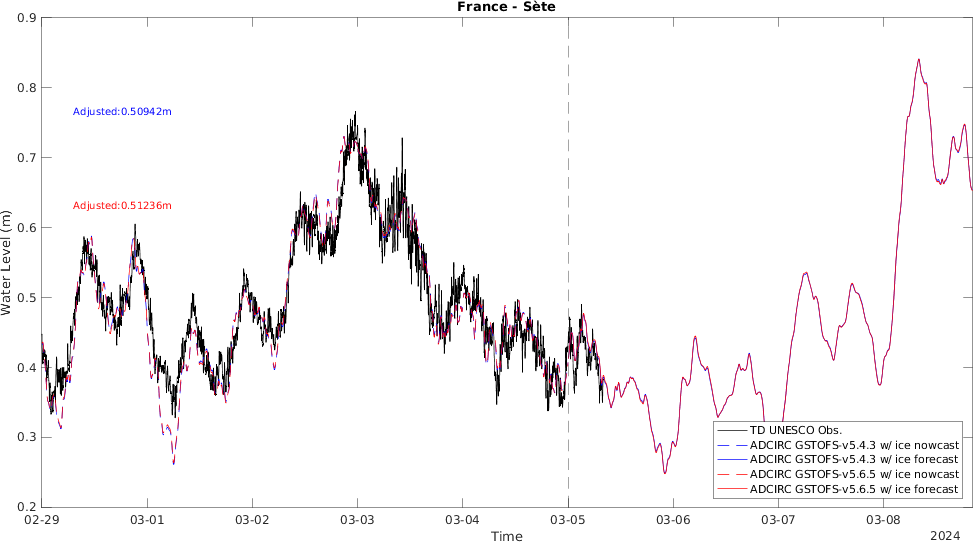 France - Sète
0.9
0.8
0.7
0.6
0.5
0.4
0.3
0.2
Water Level (m)
Adjusted:0.50942m
Adjusted:0.51236m
TD UNESCO Obs.
ADCIRC GSTOFS-v5.4.3 w/ ice nowcast
ADCIRC GSTOFS-v5.4.3 w/ ice forecast
ADCIRC GSTOFS-v5.6.5 w/ ice nowcast
ADCIRC GSTOFS-v5.6.5 w/ ice forecast
02-29 03-01 03-02 03-03 03-04 03-05 03-06 03-07 03-08
Time
2024